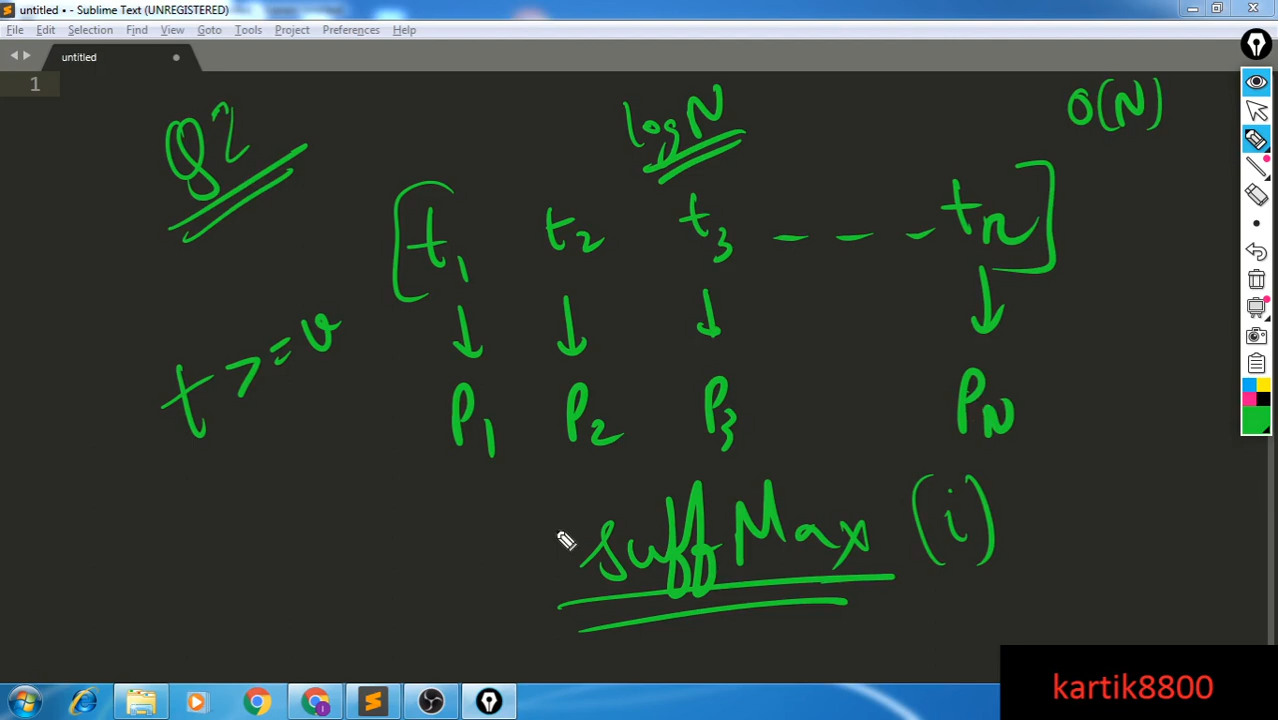 untitled • - Sublime Text (UNREGISTERED)
File Edit Selection Find View Goto Tools Project Preferences Help
untitled
1
Q2
log N
O(N)
[t1 t2 t3 - - - tN]
t >= v
P1 P2 P3 PN
suffMax (i)
kartik8800